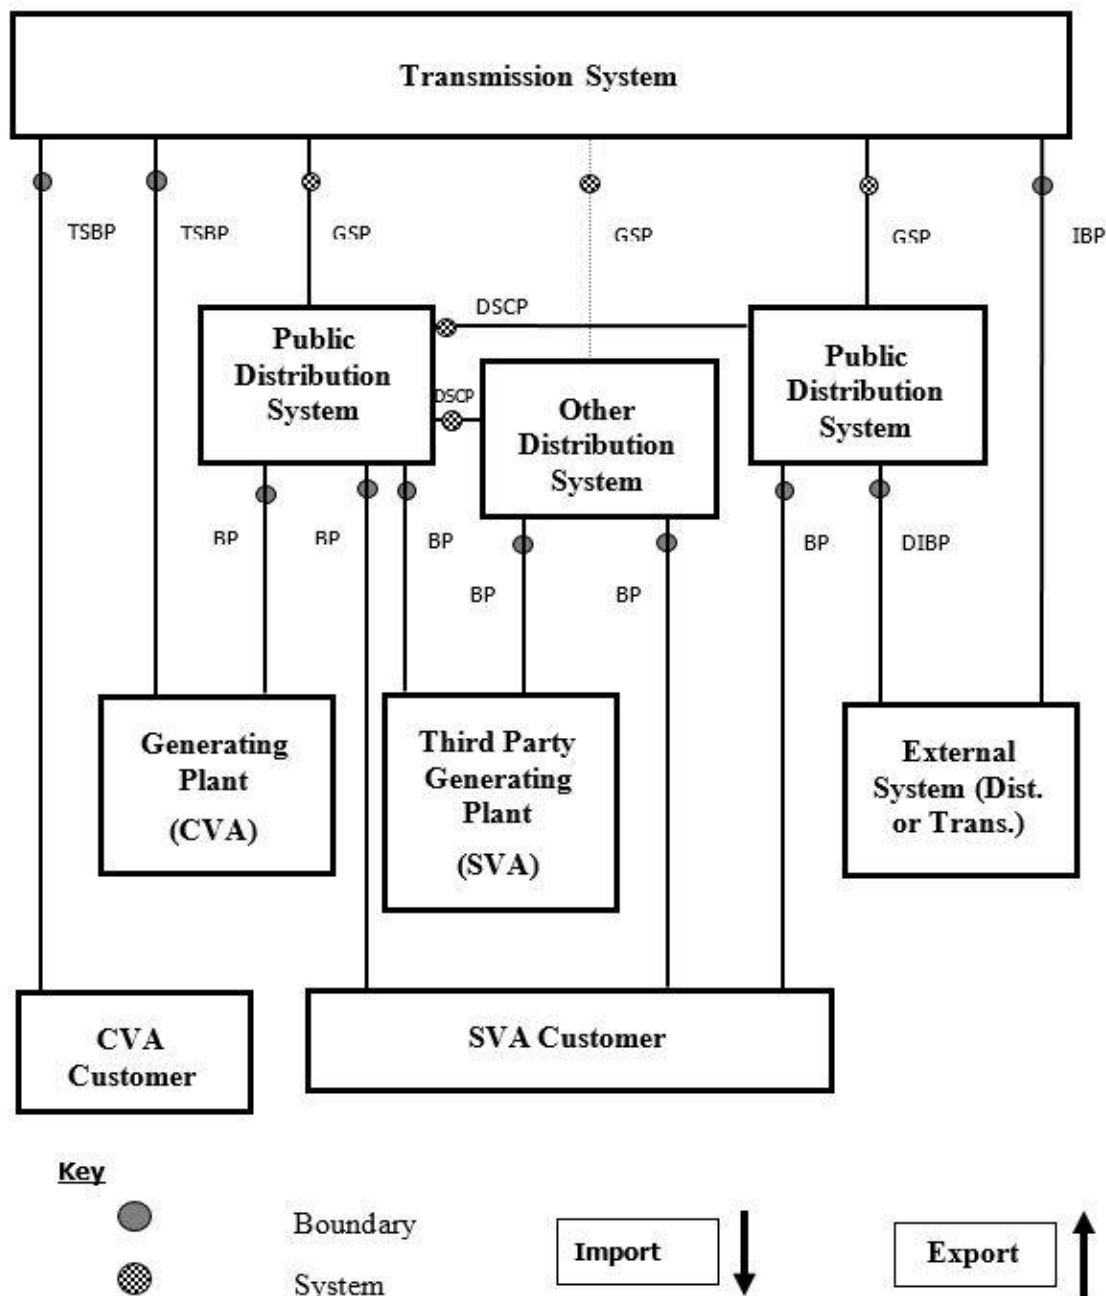 Transmission System
TSBP
TSBP
GSP
GSP
GSP
IBP
DSCP
Public
Distribution
System
DSCP
Other
Distribution
System
Public
Distribution
System
BP
BP
BP
BP
BP
BP
DIBP
Generating
Plant
(CVA)
Third Party
Generating
Plant
(SVA)
External
System (Dist.
or Trans.)
CVA
Customer
SVA Customer
Key
Boundary
System
Import
Export